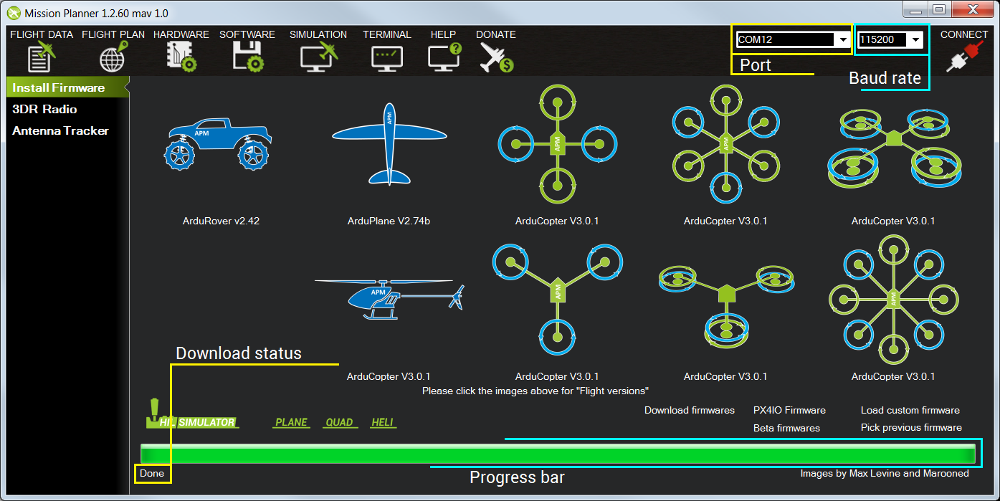 Mission Planner 1.2.60 mav 1.0
FLIGHT DATA FLIGHT PLAN HARDWARE SOFTWARE SIMULATION TERMINAL HELP DONATE
COM12 115200 CONNECT
?
$
Port
Baud rate
Install Firmware
3DR Radio
Antenna Tracker
APM
APM
APM
APM
ArduRover v2.42
ArduPlane V2.74b
ArduCopter V3.0.1
ArduCopter V3.0.1
ArduCopter V3.0.1
APM
APM
APM
Download status
ArduCopter V3.0.1
ArduCopter V3.0.1
ArduCopter V3.0.1
ArduCopter V3.0.1
Please click the images above for "Flight versions"
Download firmwares PX4IO Firmware Load custom firmware
HIL SIMULATOR PLANE QUAD HELI
Beta firmwares Pick previous firmware
Done
Progress bar
Images by Max Levine and Marooned